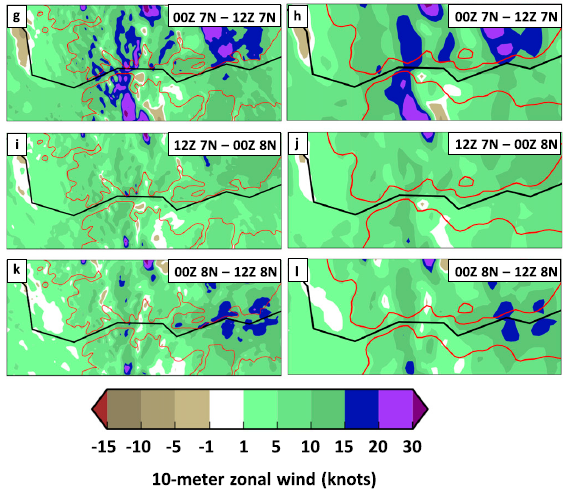 g 00Z 7N – 12Z 7N
h 00Z 7N – 12Z 7N
i 12Z 7N – 00Z 8N
j 12Z 7N – 00Z 8N
k 00Z 8N – 12Z 8N
l 00Z 8N – 12Z 8N
-15 -10 -5 -1 1 5 10 15 20 30
10-meter zonal wind (knots)